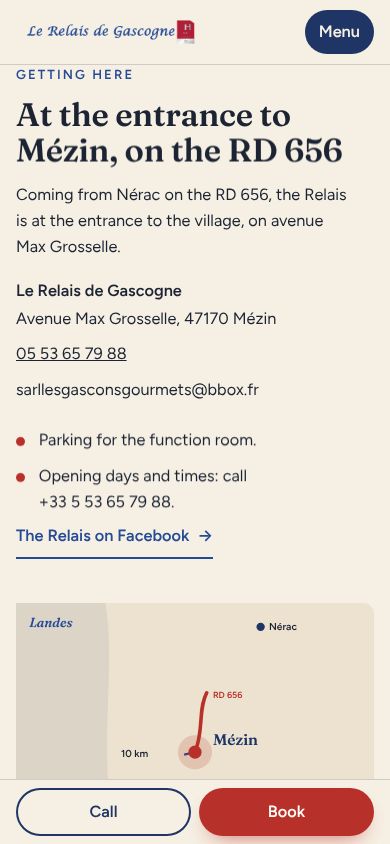 Le Relais de Gascogne
H
Menu
GETTING HERE
At the entrance to
Mézin, on the RD 656
Coming from Nérac on the RD 656, the Relais
is at the entrance to the village, on avenue
Max Grosselle.
Le Relais de Gascogne
Avenue Max Grosselle, 47170 Mézin
05 53 65 79 88
sarllesgasconsgourmets@bbox.fr
Parking for the function room.
Opening days and times: call
+33 5 53 65 79 88.
The Relais on Facebook →
Landes
Nérac
RD 656
Mézin
10 km
Call
Book